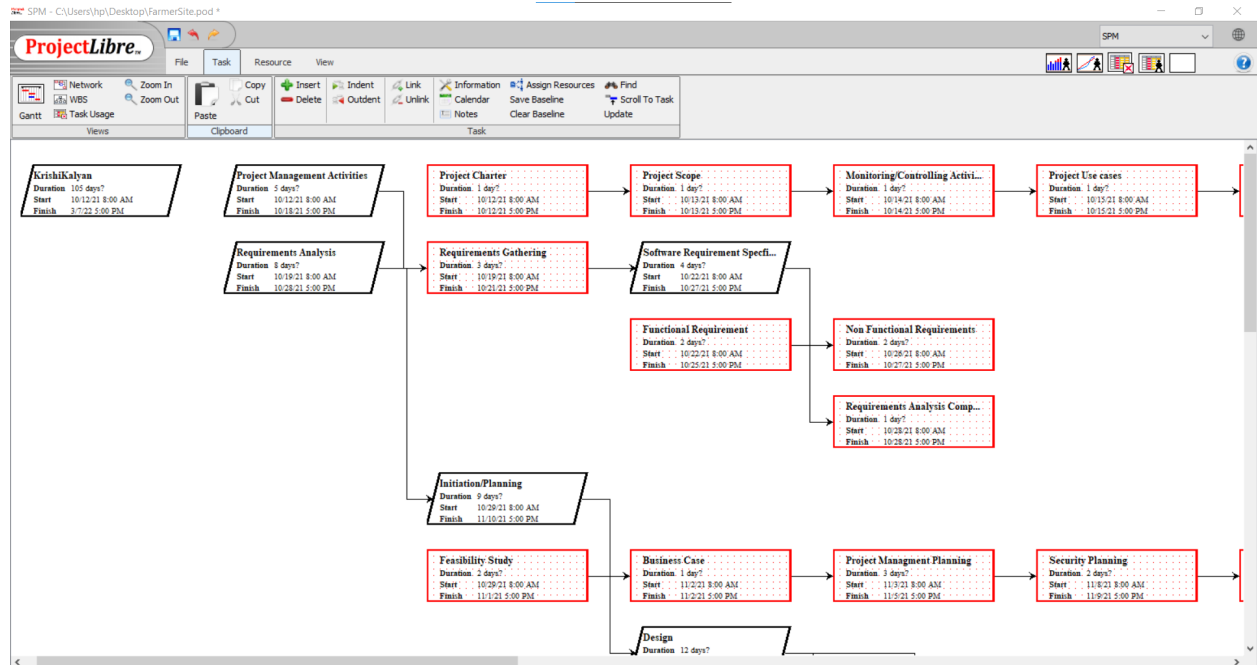 SPM - C:\Users\hp\Desktop\FarmerSite.pod *
ProjectLibre™
SPM
File Task Resource View
Network Zoom In Copy Insert Indent Link Information Assign Resources Find
WBS Zoom Out Cut Delete Outdent Unlink Calendar Save Baseline Scroll To Task
Gantt Task Usage Paste Notes Clear Baseline Update
Views Clipboard Task
KrishiKalyan
Duration 105 days?
Start 10/12/21 8:00 AM
Finish 3/7/22 5:00 PM
Project Management Activities
Duration 5 days?
Start 10/12/21 8:00 AM
Finish 10/18/21 5:00 PM
Project Charter
Duration 1 day?
Start 10/12/21 8:00 AM
Finish 10/12/21 5:00 PM
Project Scope
Duration 1 day?
Start 10/13/21 8:00 AM
Finish 10/13/21 5:00 PM
Monitoring/Controlling Activi...
Duration 1 day?
Start 10/14/21 8:00 AM
Finish 10/14/21 5:00 PM
Project Use cases
Duration 1 day?
Start 10/15/21 8:00 AM
Finish 10/15/21 5:00 PM
Requirements Analysis
Duration 8 days?
Start 10/19/21 8:00 AM
Finish 10/28/21 5:00 PM
Requirements Gathering
Duration 3 days?
Start 10/19/21 8:00 AM
Finish 10/21/21 5:00 PM
Software Requirement Specfi...
Duration 4 days?
Start 10/22/21 8:00 AM
Finish 10/27/21 5:00 PM
Functional Requirement
Duration 2 days?
Start 10/22/21 8:00 AM
Finish 10/25/21 5:00 PM
Non Functional Requirements
Duration 2 days?
Start 10/26/21 8:00 AM
Finish 10/27/21 5:00 PM
Requirements Analysis Comp...
Duration 1 day?
Start 10/28/21 8:00 AM
Finish 10/28/21 5:00 PM
Initiation/Planning
Duration 9 days?
Start 10/29/21 8:00 AM
Finish 11/10/21 5:00 PM
Feasibility Study
Duration 2 days?
Start 10/29/21 8:00 AM
Finish 11/1/21 5:00 PM
Business Case
Duration 1 day?
Start 11/2/21 8:00 AM
Finish 11/2/21 5:00 PM
Project Managment Planning
Duration 3 days?
Start 11/3/21 8:00 AM
Finish 11/5/21 5:00 PM
Security Planning
Duration 2 days?
Start 11/8/21 8:00 AM
Finish 11/9/21 5:00 PM
Design
Duration 12 days?